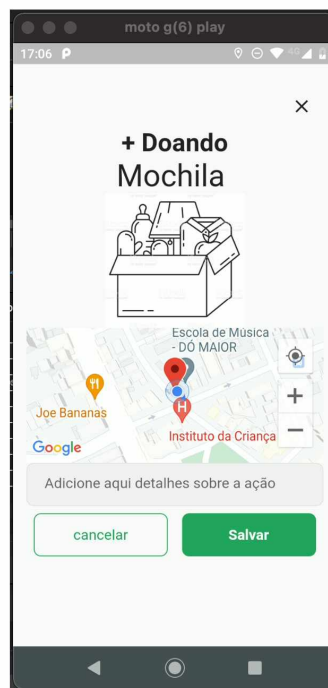 moto g(6) play
17:06
4G
×
+ Doando
Mochila
Escola de Música
- DÓ MAIOR
Joe Bananas
H
Instituto da Criança
+
−
Google
Adicione aqui detalhes sobre a ação
cancelar
Salvar